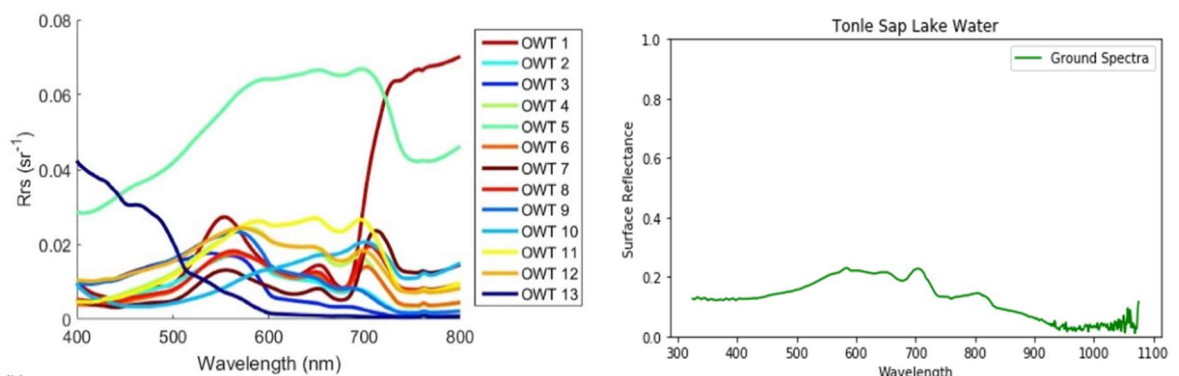 0.08
0.06
0.04
0.02
0
Rrs (sr⁻¹)
400 500 600 700 800
Wavelength (nm)
OWT 1
OWT 2
OWT 3
OWT 4
OWT 5
OWT 6
OWT 7
OWT 8
OWT 9
OWT 10
OWT 11
OWT 12
OWT 13
Tonle Sap Lake Water
Ground Spectra
1.0
0.8
0.6
0.4
0.2
0.0
Surface Reflectance
300 400 500 600 700 800 900 1000 1100
Wavelength